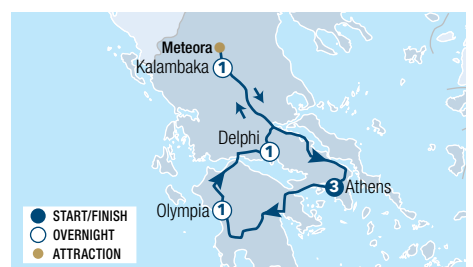 Meteora
Kalambaka 1
Delphi
1
3 Athens
Olympia 1
START/FINISH
OVERNIGHT
ATTRACTION